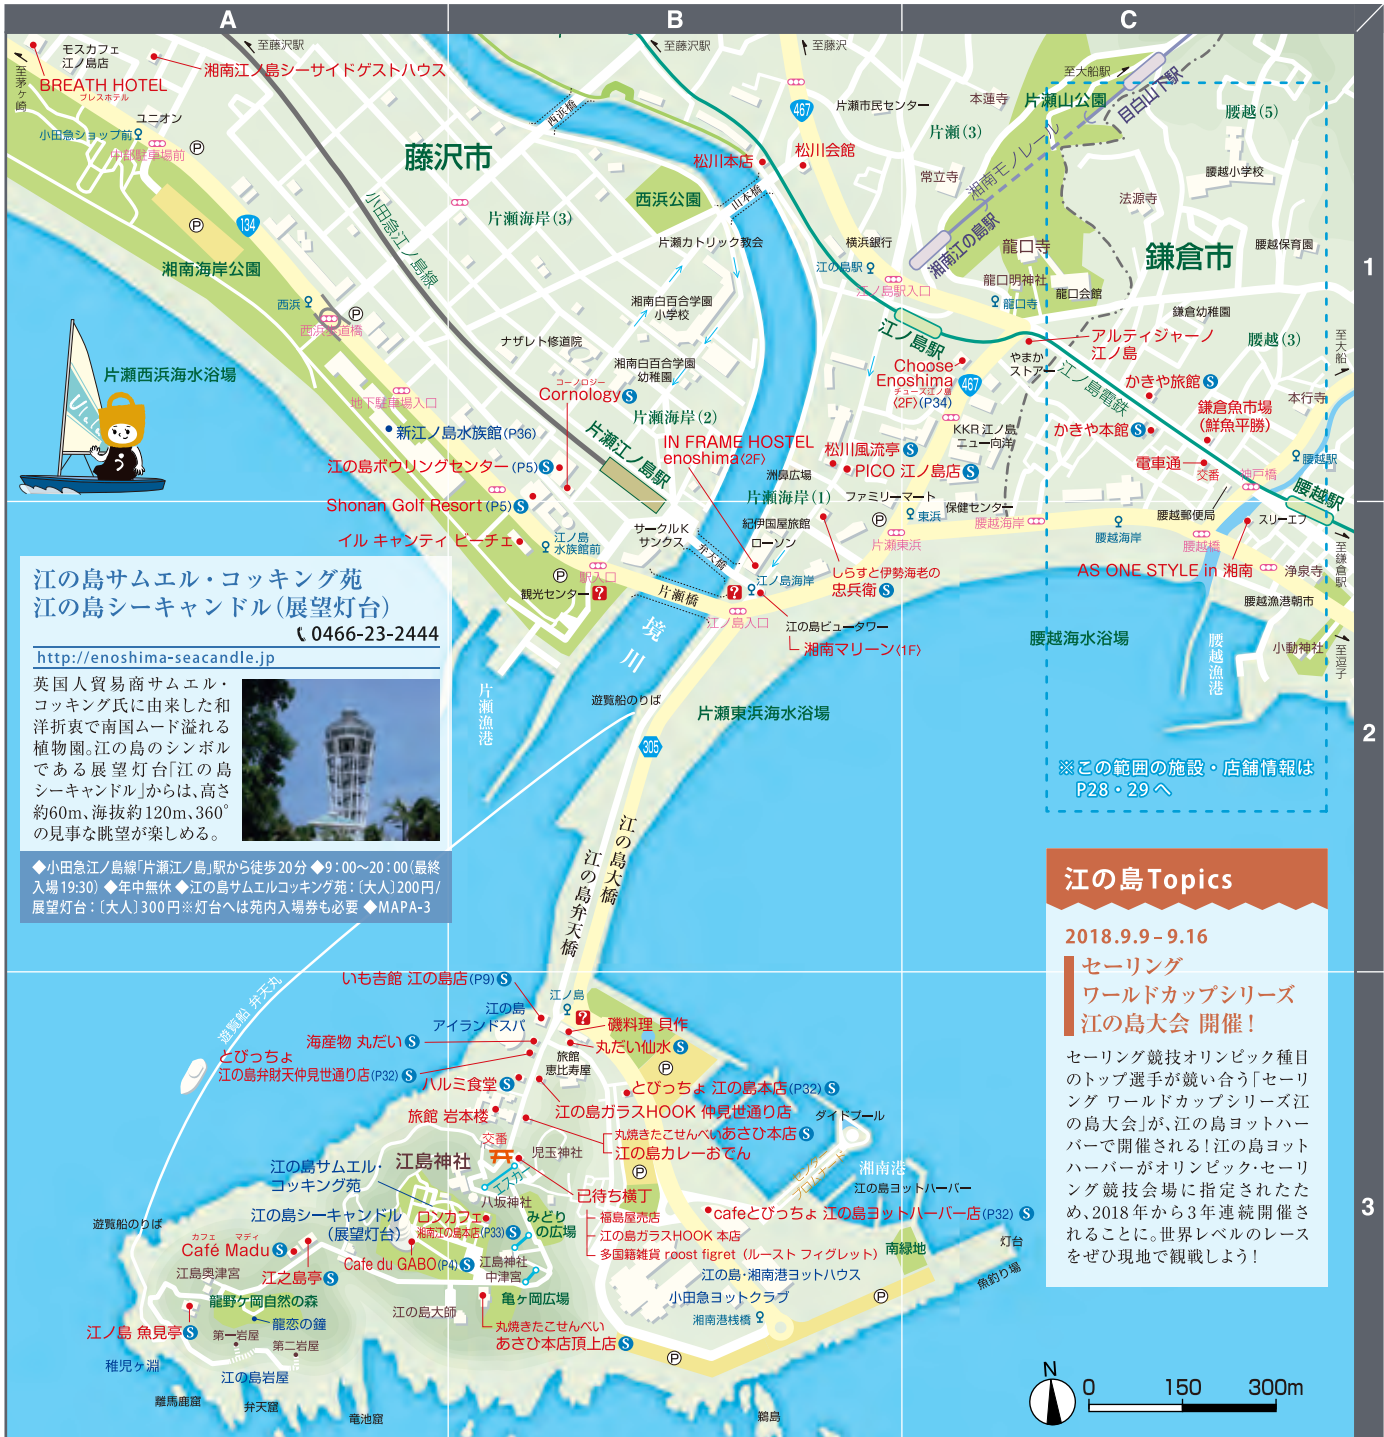 A
B
C
1
2
3
至藤沢駅
至藤沢駅
至藤沢
至大船駅
モスカフェ
江ノ島店
湘南江ノ島シーサイドゲストハウス
至茅ヶ崎
BREATH HOTEL
ブレスホテル
ユニオン
小田急ショップ前
中部駐車場前
P
134
P
湘南海岸公園
藤沢市
小田急江ノ島線
片瀬海岸(3)
西浜
西浜歩道橋
P
片瀬西浜海水浴場
地下駐車場入口
新江ノ島水族館(P36)
江の島ボウリングセンター(P5)S
Shonan Golf Resort(P5)S
イル キャンティ ビーチェ
江ノ島
水族館前
西浜橋
467
片瀬市民センター
本蓮寺
片瀬山公園
目白山下駅
腰越(5)
片瀬(3)
松川本店
松川会館
湘南モノレール
常立寺
腰越小学校
法源寺
西浜公園
山本橋
片瀬カトリック教会
横浜銀行
江の島駅
湘南江の島駅
龍口寺
鎌倉市
腰越保育園
江ノ島駅入口
龍口明神社
龍口寺
龍口会館
鎌倉幼稚園
湘南白百合学園
小学校
ナザレト修道院
湘南白百合学園
幼稚園
江ノ島駅
アルティジャーノ
江ノ島
腰越(3)
至大船
やまか
ストアー
江ノ島電鉄
Choose
Enoshima
チューズ江ノ島
〈2F〉(P34)
467
コーノロジー
Cornology S
片瀬海岸(2)
かきや旅館 S
本行寺
鎌倉魚市場
(鮮魚平勝)
かきや本館 S
KKR 江ノ島
ニュー向洋
片瀬江ノ島駅
IN FRAME HOSTEL
enoshima〈2F〉
松川風流亭 S
PICO 江ノ島店 S
洲鼻広場
電車通
交番
神戸橋
腰越駅
腰越駅
片瀬海岸(1)
ファミリーマート
保健センター
紀伊国屋旅館
ローソン
サークルK
サンクス
弁天橋
P
東浜
腰越海岸
片瀬東浜
腰越海岸
腰越郵便局
スリーエフ
腰越橋
至鎌倉駅
AS ONE STYLE in 湘南
浄泉寺
しらすと伊勢海老の
忠兵衛 S
駅入口
P
観光センター ?
片瀬橋
?
江ノ島海岸
江ノ島入口
江の島ビュータワー
湘南マリーン〈1F〉
腰越漁港朝市
腰越海水浴場
腰越漁港
小動神社
至逗子
境川
片瀬漁港
遊覧船のりば
片瀬東浜海水浴場
305
※この範囲の施設・店舗情報は
P28・29へ
江の島サムエル・コッキング苑
江の島シーキャンドル(展望灯台)
0466-23-2444
http://enoshima-seacandle.jp
英国人貿易商サムエル・
コッキング氏に由来した和
洋折衷で南国ムード溢れる
植物園。江の島のシンボル
である展望灯台「江の島
シーキャンドル」からは、高さ
約60m、海抜約120m、360°
の見事な眺望が楽しめる。
◆小田急江ノ島線「片瀬江ノ島」駅から徒歩20分 ◆9:00〜20:00(最終
入場19:30) ◆年中無休 ◆江の島サムエルコッキング苑:〔大人〕200円/
展望灯台:〔大人〕300円※灯台へは苑内入場券も必要 ◆MAPA-3
江の島大橋
江の島弁天橋
江の島Topics
2018.9.9–9.16
セーリング
ワールドカップシリーズ
江の島大会 開催!
セーリング競技オリンピック種目
のトップ選手が競い合う「セーリ
ング ワールドカップシリーズ江
の島大会」が、江の島ヨットハー
バーで開催される!江の島ヨット
ハーバーがオリンピック・セーリ
ング競技会場に指定されたた
め、2018年から3年連続開催さ
れることに。世界レベルのレース
をぜひ現地で観戦しよう!
遊覧船 弁天丸
いも吉館 江の島店(P9)S
江の島
アイランドスパ
江ノ島
?
磯料理 貝作
丸だい仙水 S
海産物 丸だい S
とびっちょ
江の島弁財天仲見世通り店(P32)S
旅館
恵比寿屋
P
ハルミ食堂 S
とびっちょ 江の島本店(P32)S
旅館 岩本楼
江の島ガラスHOOK 仲見世通り店
ダイドプール
丸焼きたこせんべいあさひ本店 S
江の島カレーおでん
交番
児玉神社
江島神社
エスカー
P
湘南港
江の島サムエル・
コッキング苑
八坂神社
已待ち横丁
江の島ヨットハーバー
江の島シーキャンドル
(展望灯台)
ロンカフェ
湘南江の島本店(P33)S
みどり
の広場
福島屋売店
江の島ガラスHOOK 本店
多国籍雑貨 roost figret(ルースト フィグレット)
cafeとびっちょ 江の島ヨットハーバー店(P32)S
遊覧船のりば
カフェ マディ
Café Madu S
江之島亭 S
Cafe du GABO(P4)S
江島神社
中津宮
南緑地
灯台
魚釣り場
江の島・湘南港ヨットハウス
小田急ヨットクラブ
湘南港桟橋
P
江島奥津宮
龍野ケ岡自然の森
江の島大師
亀ヶ岡広場
江ノ島 魚見亭 S
龍恋の鐘
第一岩屋
第二岩屋
丸焼きたこせんべい
あさひ本店頂上店 S
P
稚児ヶ淵
江の島岩屋
離馬鹿窟
弁天窟
竜池窟
鵜島
N
0
150
300m